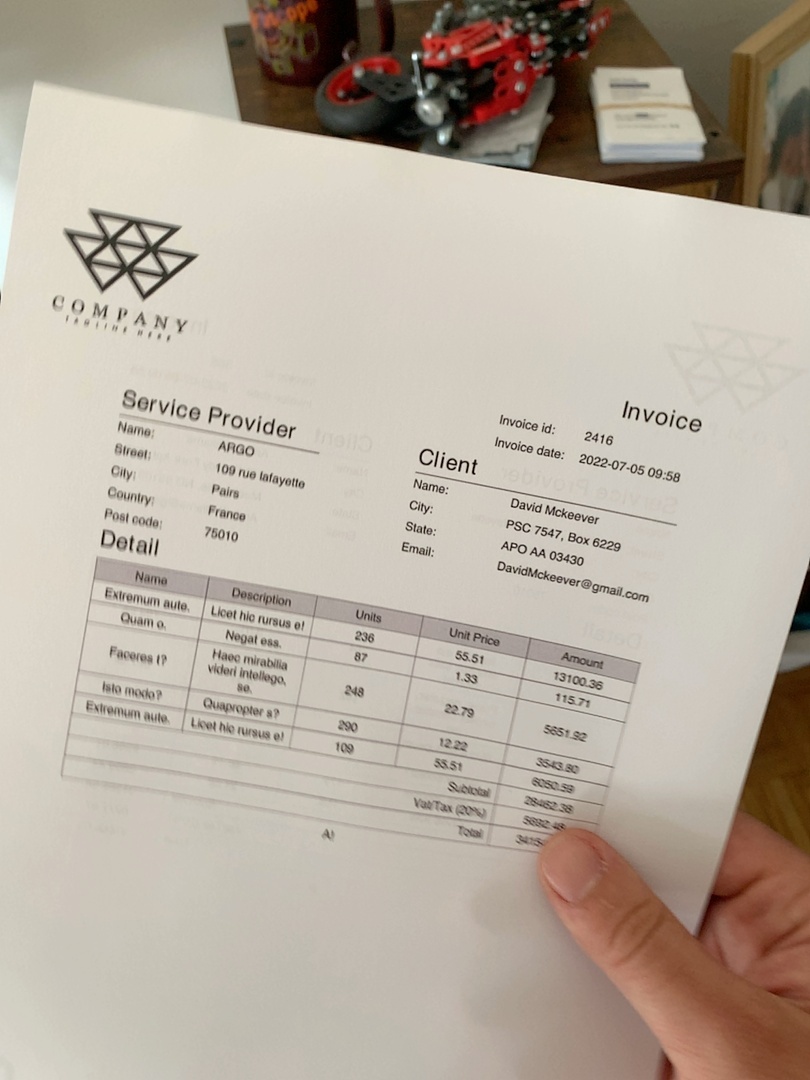 COMPANY
TAGLINE HERE
Invoice
Invoice id: 2416
Invoice date: 2022-07-05 09:58
Service Provider
Name: ARGO
Street: 109 rue lafayette
City: Pairs
Country: France
Post code: 75010
Client
Name: David Mckeever
City: PSC 7547, Box 6229
State: APO AA 03430
Email: DavidMckeever@gmail.com
Detail
Name Description Units Unit Price Amount
Extremum aute. Licet hic rursus e! 236 55.51 13100.36
Quam o. Negat ess. 87 1.33 115.71
Faceres t? Haec mirabilia
videri intellego,
se. 248 22.79 5651.92
Isto modo? Quapropter s? 290 12.22 3543.80
Extremum aute. Licet hic rursus e! 109 55.51 6050.59
Subtotal 28462.38
Vat/Tax (20%) 5692.48
Total
A!